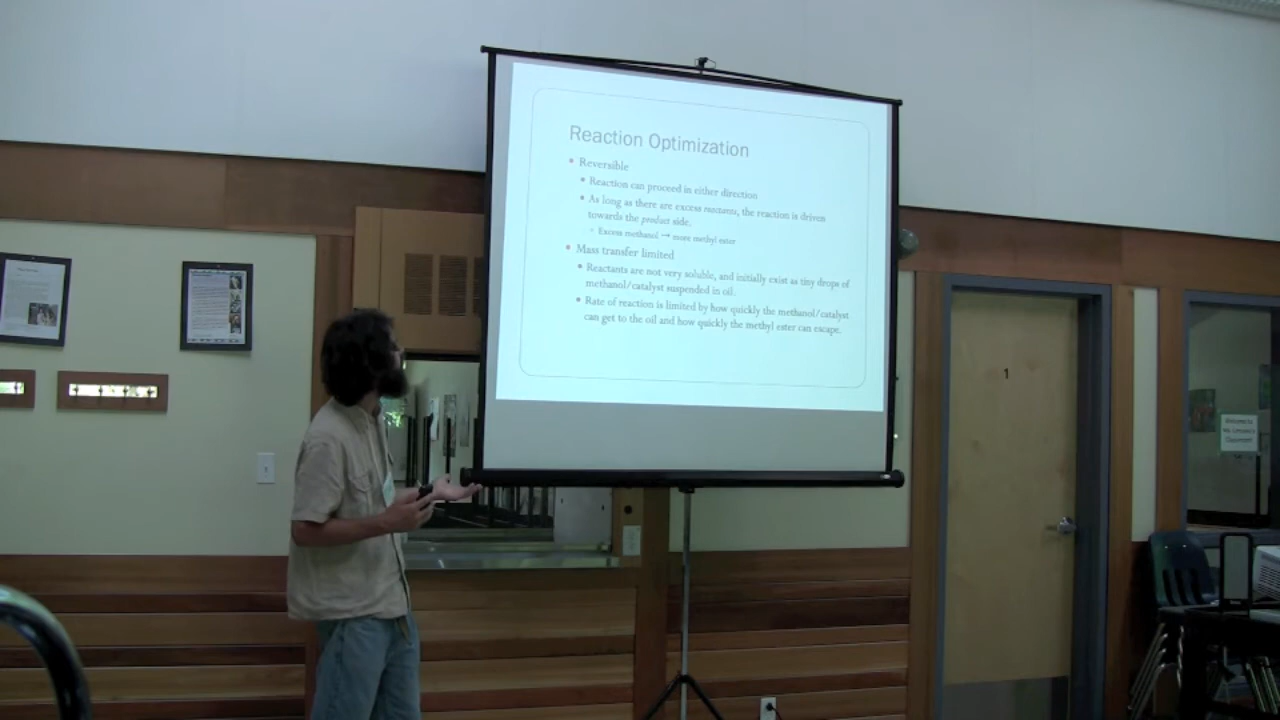 Reaction Optimization
Reversible
Reaction can proceed in either direction
As long as there are excess reactants, the reaction is driven
towards the product side.
Excess methanol → more methyl ester
Mass transfer limited
Reactants are not very soluble, and initially exist as tiny drops of
methanol/catalyst suspended in oil.
Rate of reaction is limited by how quickly the methanol/catalyst
can get to the oil and how quickly the methyl ester can escape.
1
Welcome to